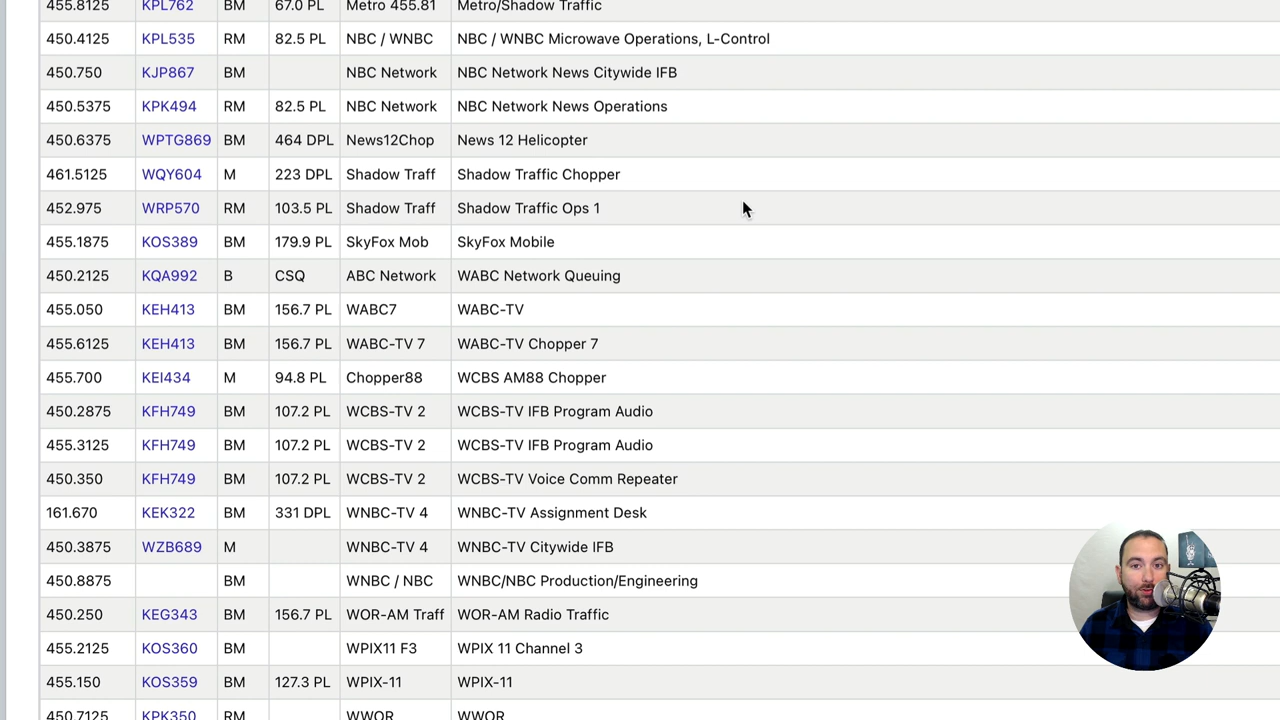 455.8125 KPL762 BM 67.0 PL Metro 455.81 Metro/Shadow Traffic
450.4125 KPL535 RM 82.5 PL NBC / WNBC NBC / WNBC Microwave Operations, L-Control
450.750 KJP867 BM NBC Network NBC Network News Citywide IFB
450.5375 KPK494 RM 82.5 PL NBC Network NBC Network News Operations
450.6375 WPTG869 BM 464 DPL News12Chop News 12 Helicopter
461.5125 WQY604 M 223 DPL Shadow Traff Shadow Traffic Chopper
452.975 WRP570 RM 103.5 PL Shadow Traff Shadow Traffic Ops 1
455.1875 KOS389 BM 179.9 PL SkyFox Mob SkyFox Mobile
450.2125 KQA992 B CSQ ABC Network WABC Network Queuing
455.050 KEH413 BM 156.7 PL WABC7 WABC-TV
455.6125 KEH413 BM 156.7 PL WABC-TV 7 WABC-TV Chopper 7
455.700 KEI434 M 94.8 PL Chopper88 WCBS AM88 Chopper
450.2875 KFH749 BM 107.2 PL WCBS-TV 2 WCBS-TV IFB Program Audio
455.3125 KFH749 BM 107.2 PL WCBS-TV 2 WCBS-TV IFB Program Audio
450.350 KFH749 BM 107.2 PL WCBS-TV 2 WCBS-TV Voice Comm Repeater
161.670 KEK322 BM 331 DPL WNBC-TV 4 WNBC-TV Assignment Desk
450.3875 WZB689 M WNBC-TV 4 WNBC-TV Citywide IFB
450.8875 BM WNBC / NBC WNBC/NBC Production/Engineering
450.250 KEG343 BM 156.7 PL WOR-AM Traff WOR-AM Radio Traffic
455.2125 KOS360 BM WPIX11 F3 WPIX 11 Channel 3
455.150 KOS359 BM 127.3 PL WPIX-11 WPIX-11
450.7125 KPK350 RM WWOR WWOR